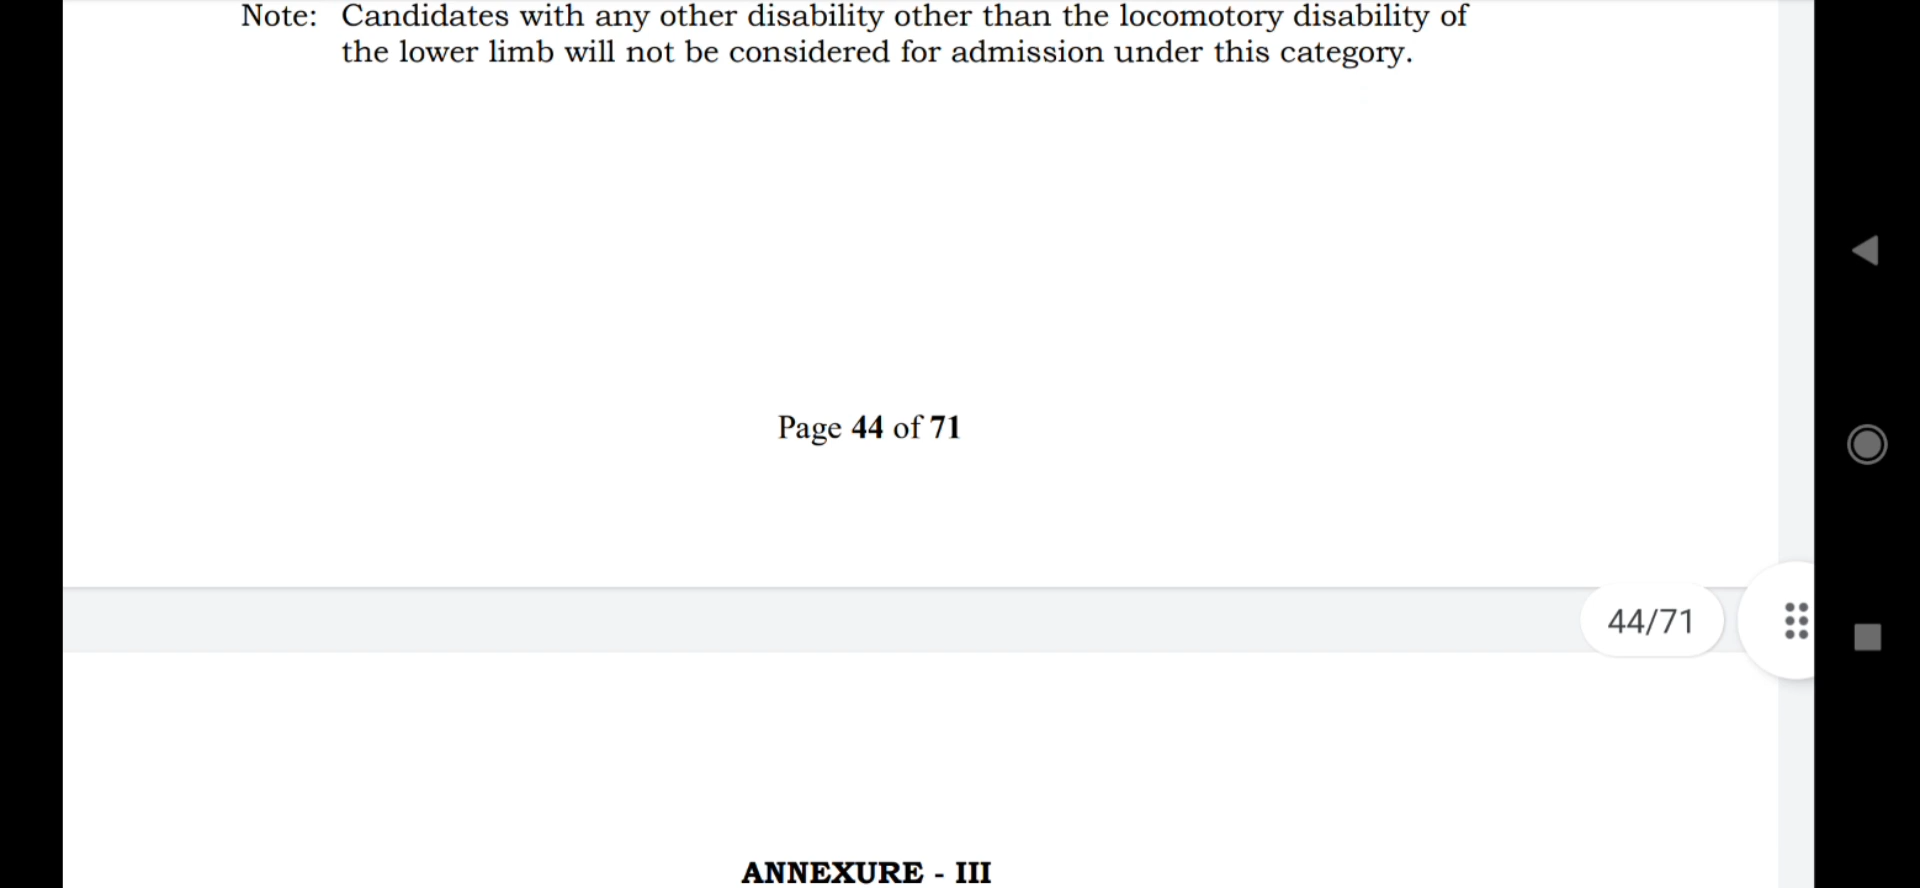 Note: Candidates with any other disability other than the locomotory disability of
the lower limb will not be considered for admission under this category.
Page 44 of 71
44/71
ANNEXURE - III